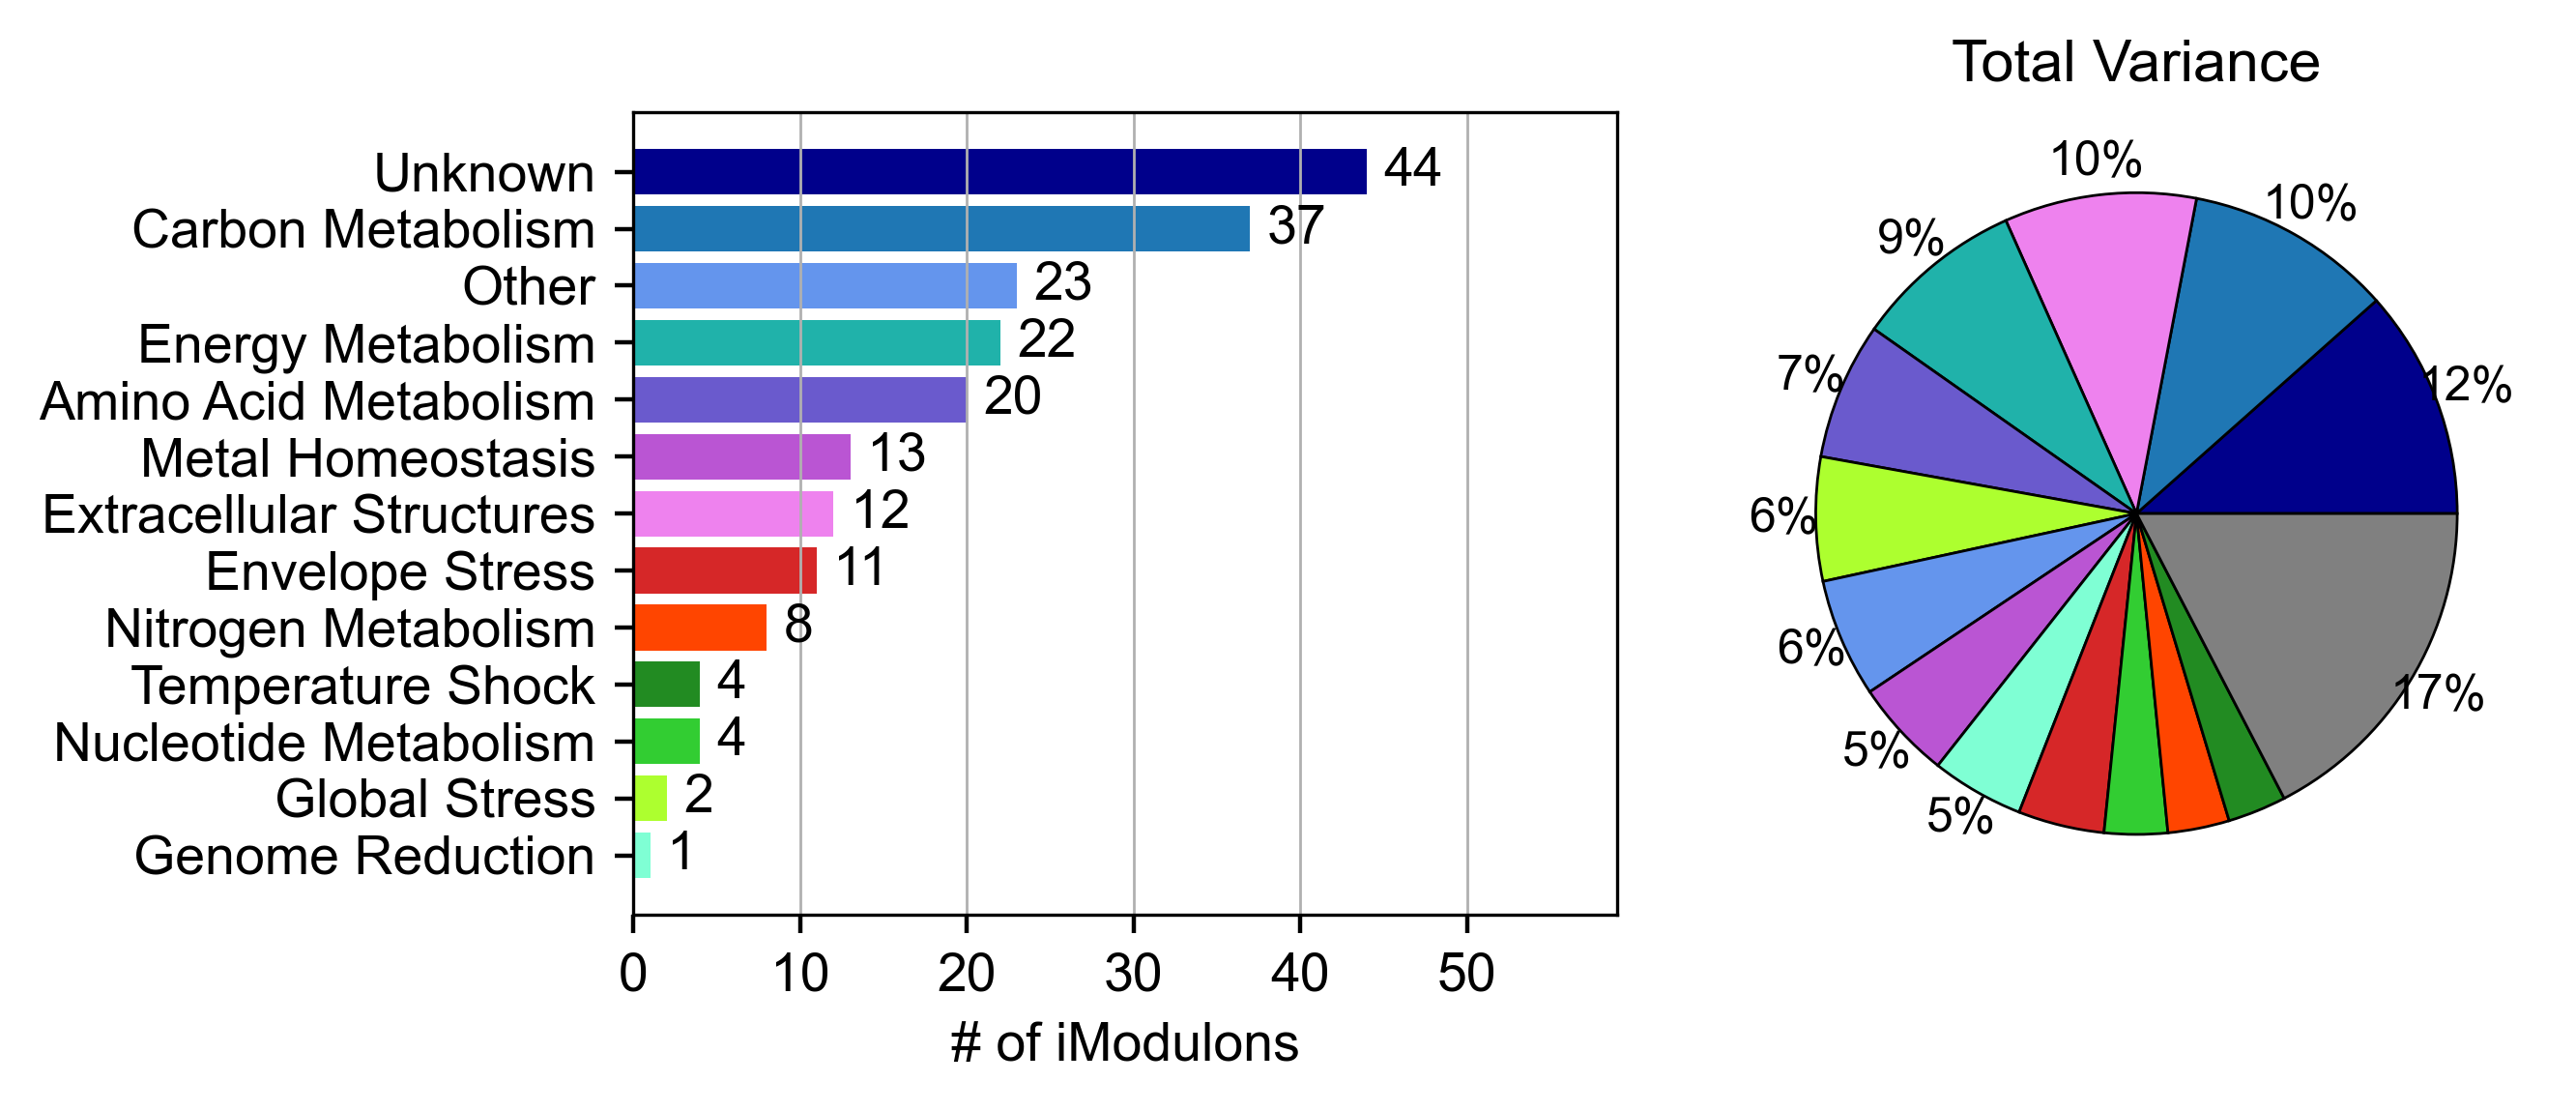 Total Variance
Unknown 44
Carbon Metabolism 37
Other 23
Energy Metabolism 22
Amino Acid Metabolism 20
Metal Homeostasis 13
Extracellular Structures 12
Envelope Stress 11
Nitrogen Metabolism 8
Temperature Shock 4
Nucleotide Metabolism 4
Global Stress 2
Genome Reduction 1
0 10 20 30 40 50
# of iModulons
12%
10%
10%
9%
7%
6%
6%
5%
5%
17%